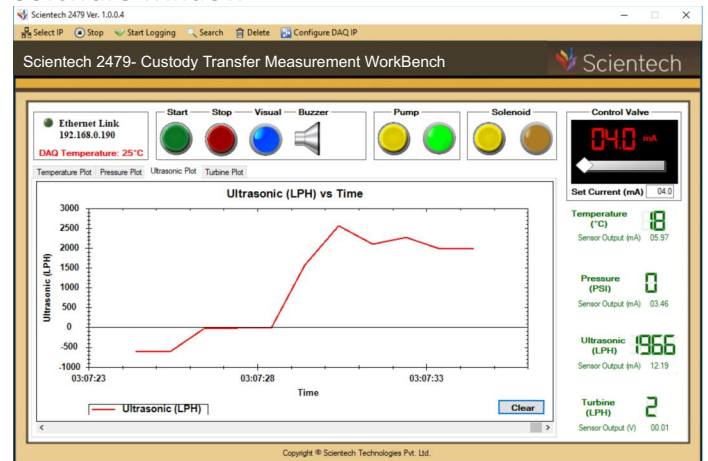 Scientech 2479 Ver. 1.0.0.4
Select IP Stop Start Logging Search Delete Configure DAQ IP
Scientech 2479- Custody Transfer Measurement WorkBench
Scientech
Ethernet Link
192.168.0.190
DAQ Temperature: 25°C
Start Stop Visual Buzzer
Pump
Solenoid
Control Valve
04.0 mA
Set Current (mA) 04.0
Temperature Plot Pressure Plot Ultrasonic Plot Turbine Plot
Ultrasonic (LPH) vs Time
Ultrasonic (LPH)
3000
2500
2000
1500
1000
500
0
-500
-1000
03:07:23 03:07:28 03:07:33
Time
Ultrasonic (LPH)
Clear
Temperature
(°C)
18
Sensor Output (mA) 05.97
Pressure
(PSI)
0
Sensor Output (mA) 03.46
Ultrasonic
(LPH)
1966
Sensor Output (mA) 12.19
Turbine
(LPH)
2
Sensor Output (V) 00.01
Copyright ® Scientech Technologies Pvt. Ltd.